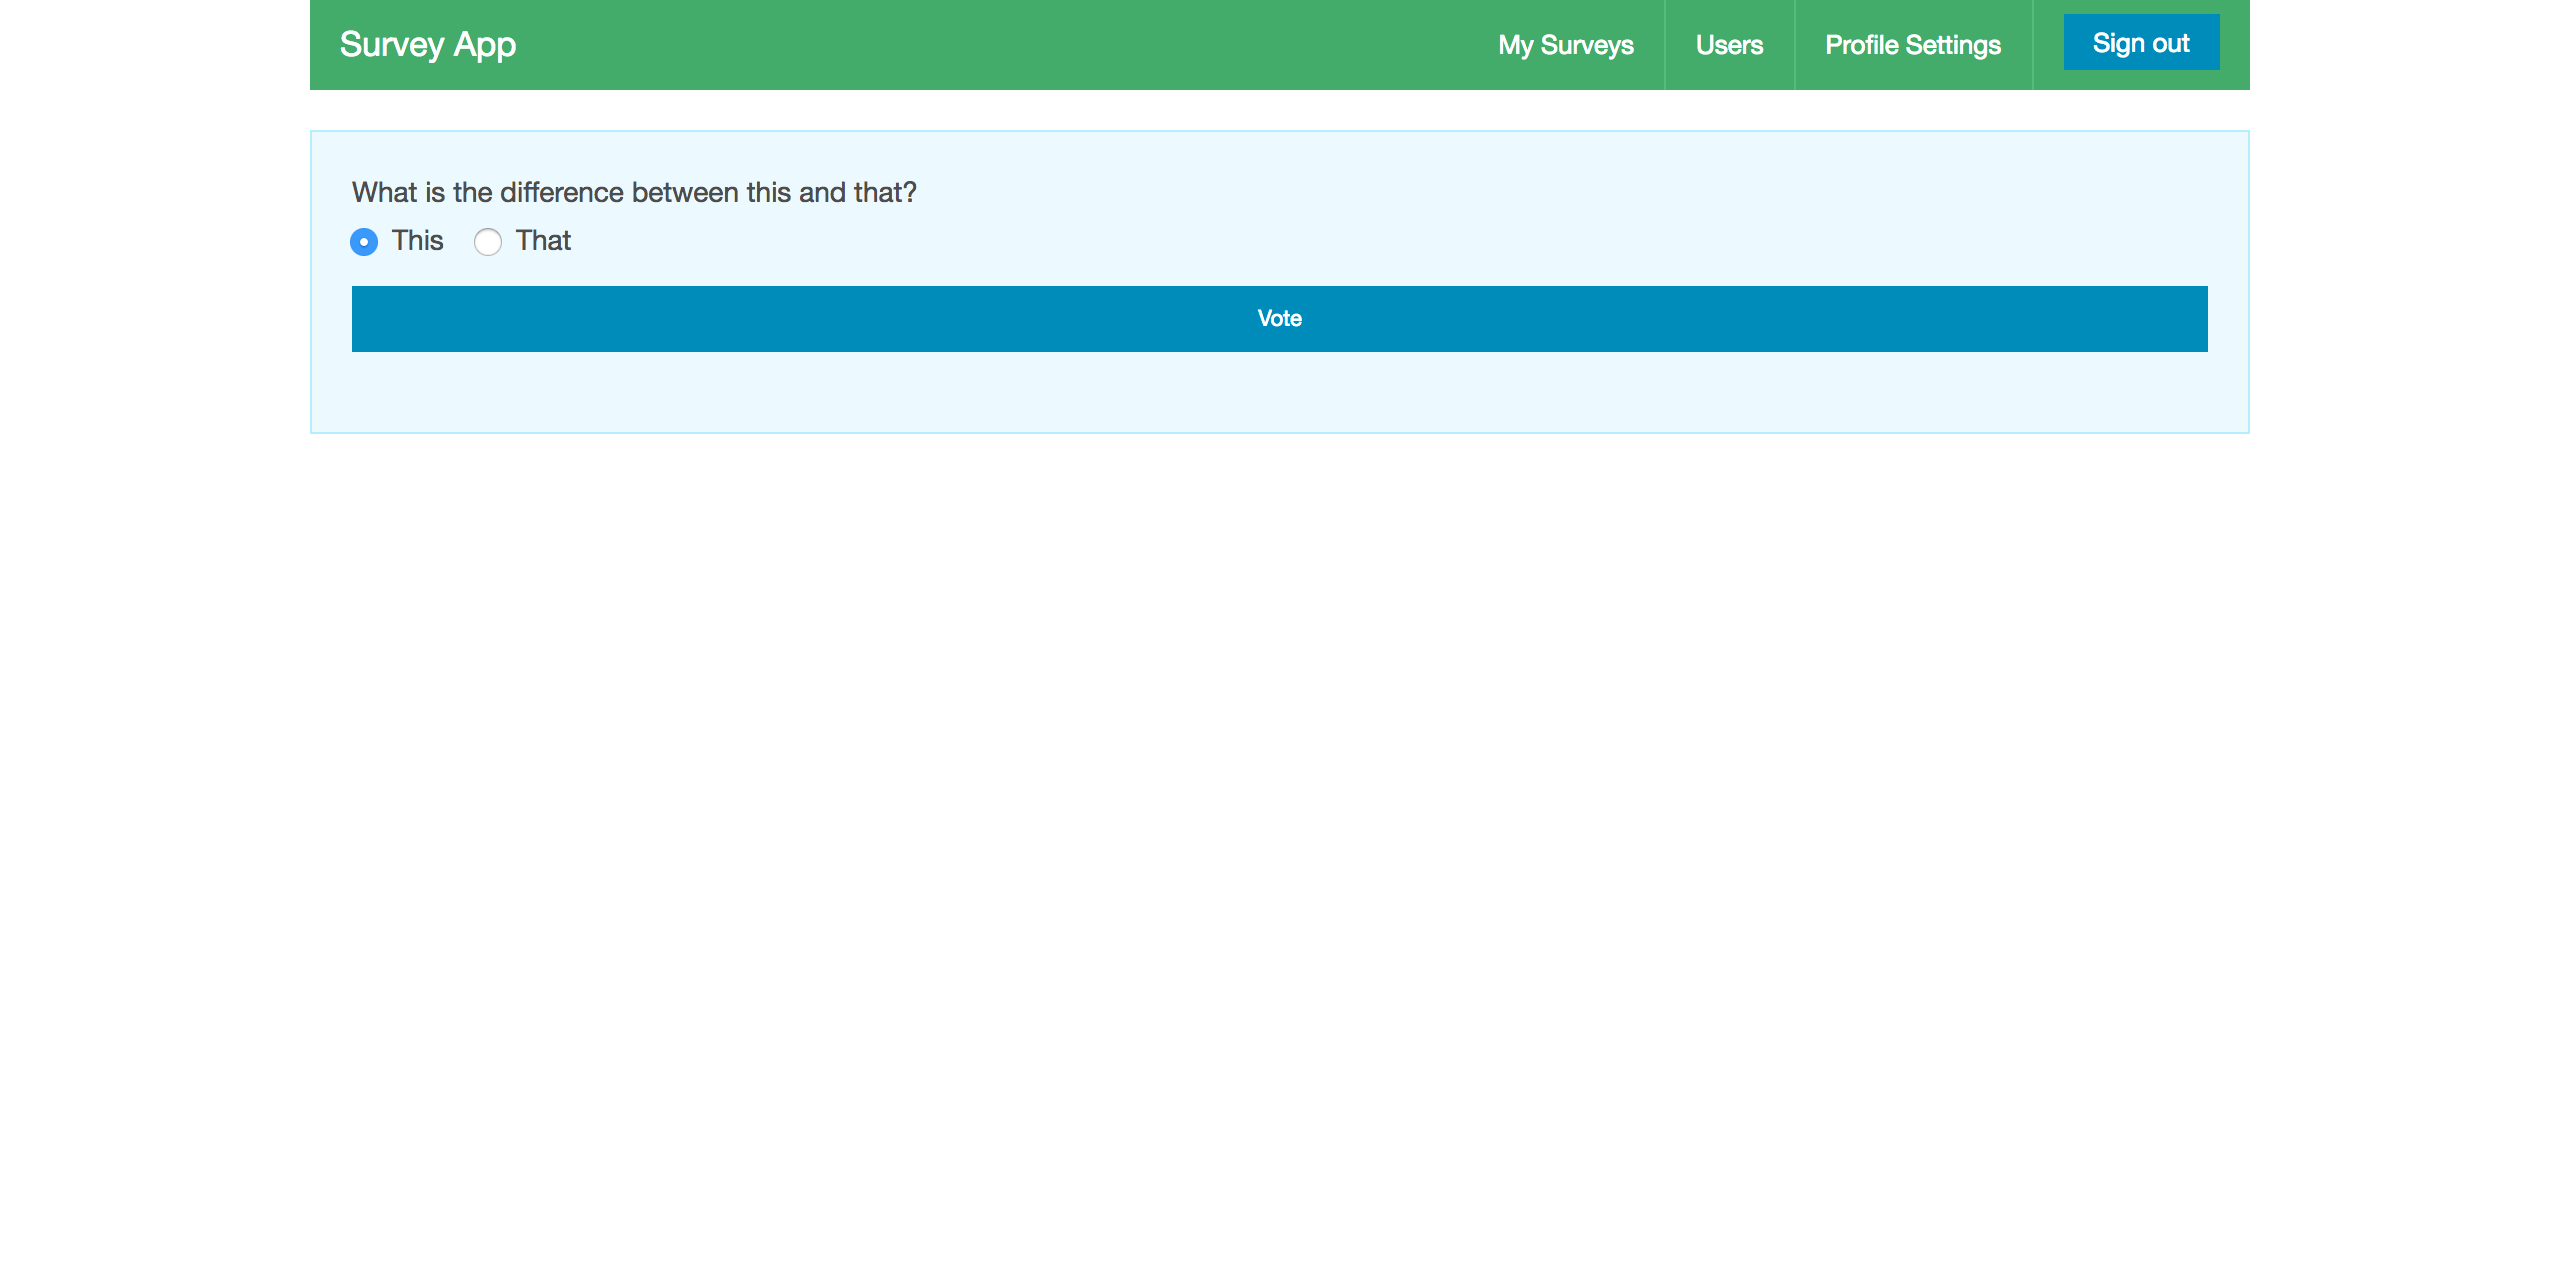 Survey App My Surveys Users Profile Settings Sign out
What is the difference between this and that?
This That
Vote